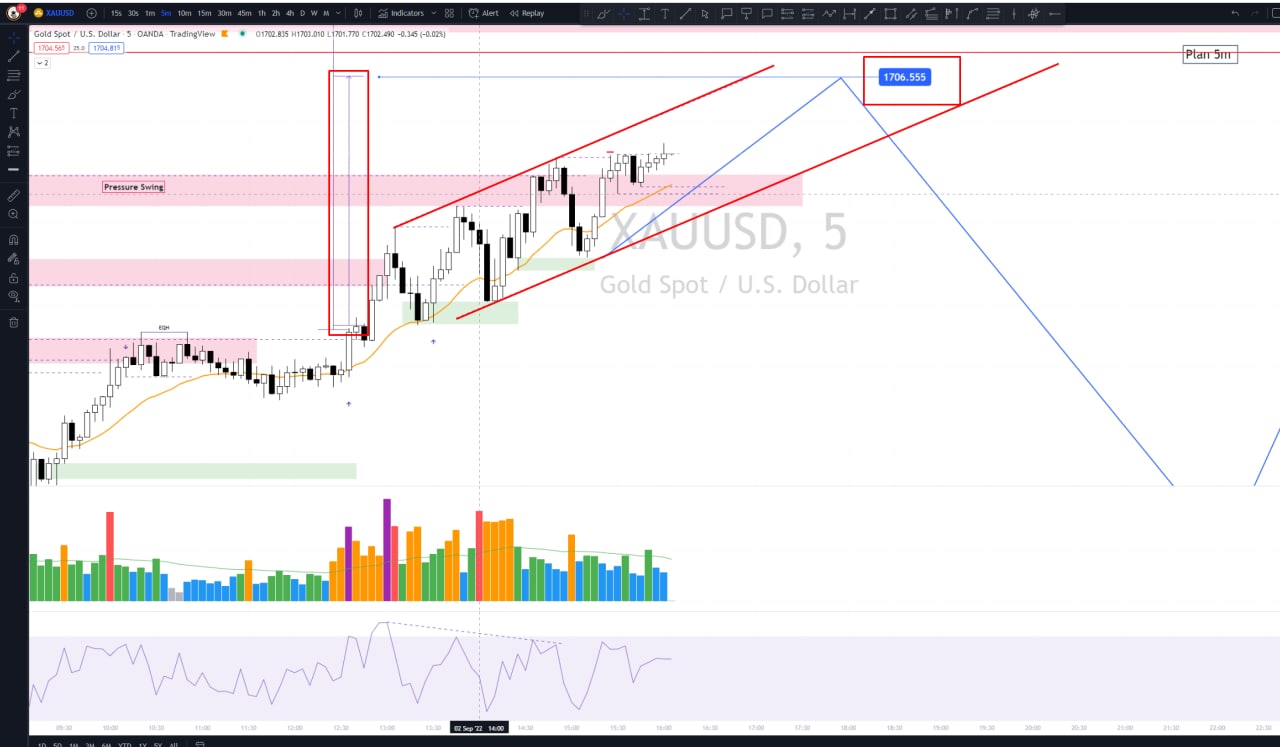 11 XAUUSD 15s 30s 1m 5m 10m 15m 30m 45m 1h 2h 4h D W M Indicators Alert Replay
Gold Spot / U.S. Dollar · 5 · OANDA TradingView O1702.835 H1703.010 L1701.770 C1702.490 -0.345 (-0.02%)
1704.565 25.0 1704.815
2
Plan 5m
1706.555
Pressure Swing
XAUUSD, 5
Gold Spot / U.S. Dollar
EQH
09:30 10:00 10:30 11:00 11:30 12:00 12:30 13:00 13:30 02 Sep '22 14:00 14:30 15:00 15:30 16:00 16:30 17:00 17:30 18:00 18:30 19:00 19:30 20:00 20:30 21:00 21:30 22:00 22:30
1D 5D 1M 3M 6M YTD 1Y 5Y All